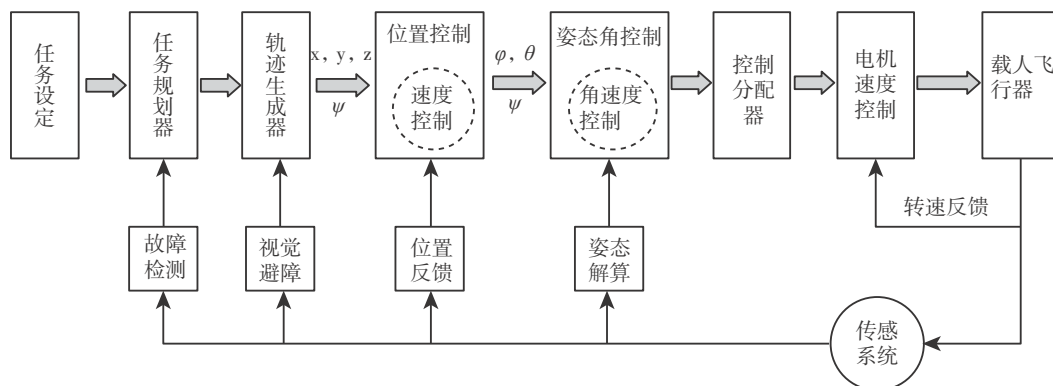 任务设定
任务规划器
轨迹生成器
x, y, z
ψ
位置控制
速度
控制
φ, θ
ψ
姿态角控制
角速度
控制
控制
分配
器
电机
速度
控制
载人飞
行器
转速反馈
故障
检测
视觉
避障
位置
反馈
姿态
解算
传感
系统